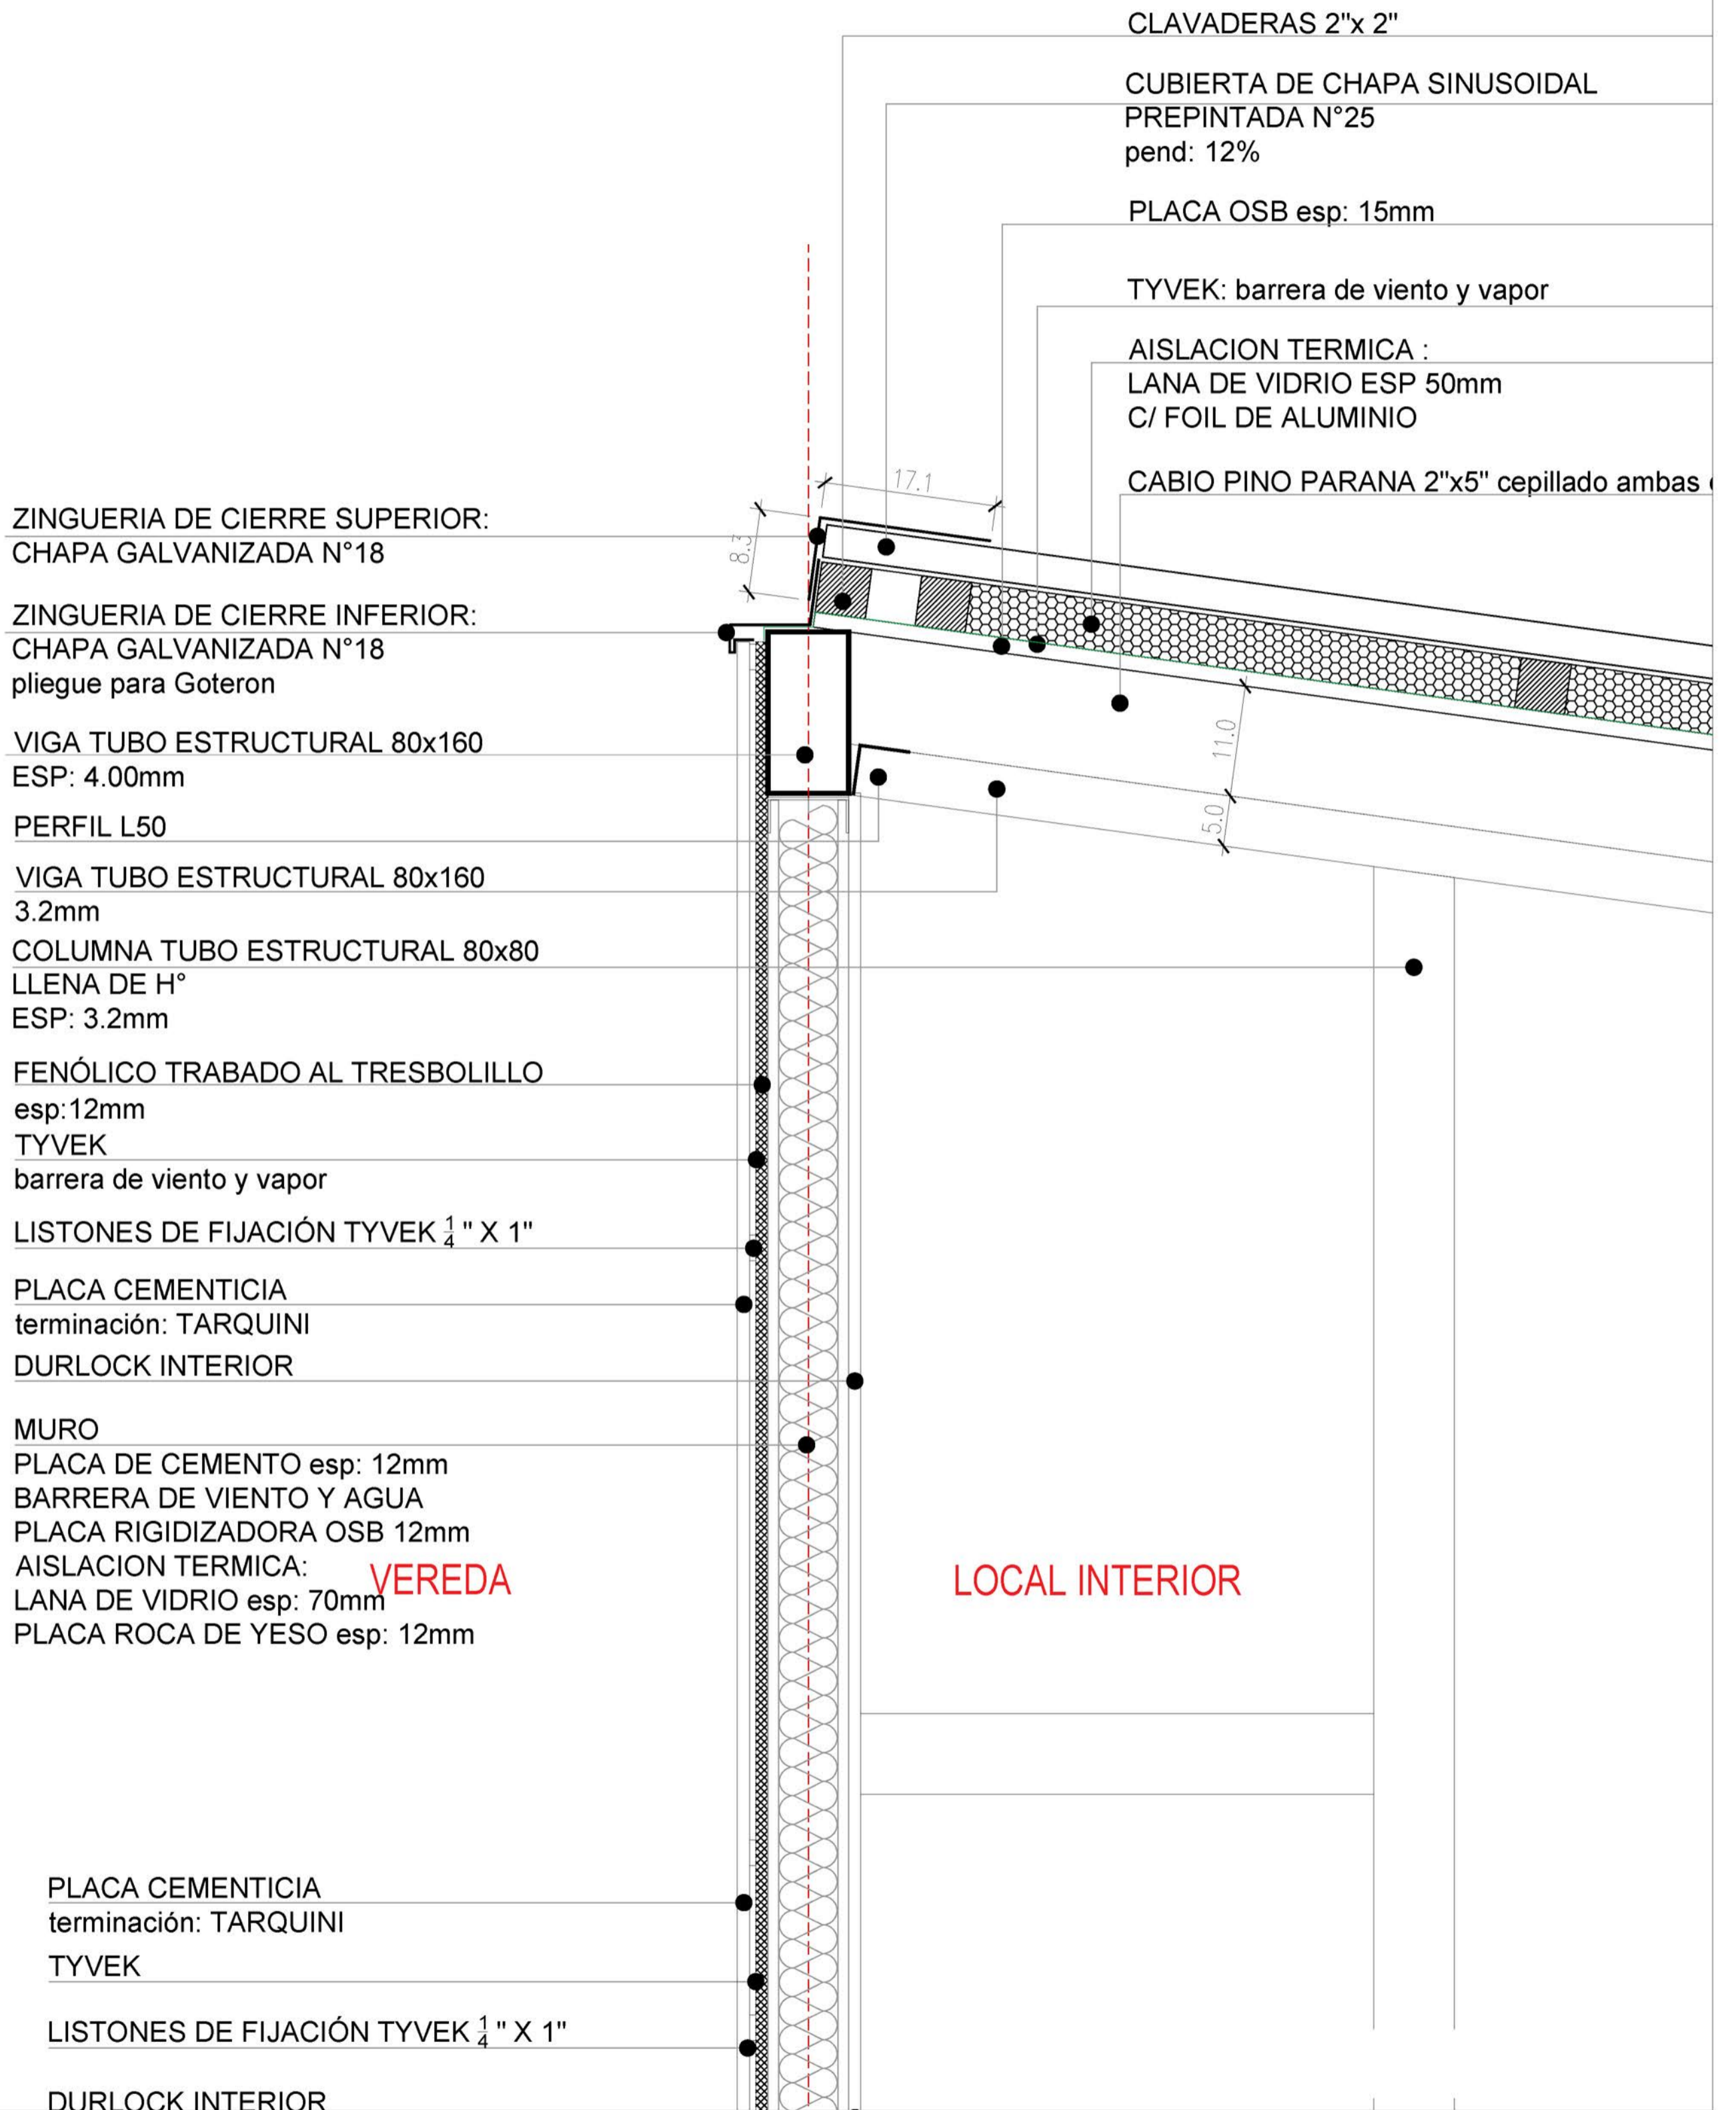 CLAVADERAS 2"x 2"
CUBIERTA DE CHAPA SINUSOIDAL
PREPINTADA N°25
pend: 12%
PLACA OSB esp: 15mm
TYVEK: barrera de viento y vapor
AISLACION TERMICA :
LANA DE VIDRIO ESP 50mm
C/ FOIL DE ALUMINIO
CABIO PINO PARANA 2"x5" cepillado ambas
17.1
8.3
11.0
5.0
ZINGUERIA DE CIERRE SUPERIOR:
CHAPA GALVANIZADA N°18
ZINGUERIA DE CIERRE INFERIOR:
CHAPA GALVANIZADA N°18
pliegue para Goteron
VIGA TUBO ESTRUCTURAL 80x160
ESP: 4.00mm
PERFIL L50
VIGA TUBO ESTRUCTURAL 80x160
3.2mm
COLUMNA TUBO ESTRUCTURAL 80x80
LLENA DE H°
ESP: 3.2mm
FENÓLICO TRABADO AL TRESBOLILLO
esp:12mm
TYVEK
barrera de viento y vapor
LISTONES DE FIJACIÓN TYVEK 1/4 " X 1"
PLACA CEMENTICIA
terminación: TARQUINI
DURLOCK INTERIOR
MURO
PLACA DE CEMENTO esp: 12mm
BARRERA DE VIENTO Y AGUA
PLACA RIGIDIZADORA OSB 12mm
AISLACION TERMICA:
LANA DE VIDRIO esp: 70mm
PLACA ROCA DE YESO esp: 12mm
VEREDA
LOCAL INTERIOR
PLACA CEMENTICIA
terminación: TARQUINI
TYVEK
LISTONES DE FIJACIÓN TYVEK 1/4 " X 1"
DURLOCK INTERIOR